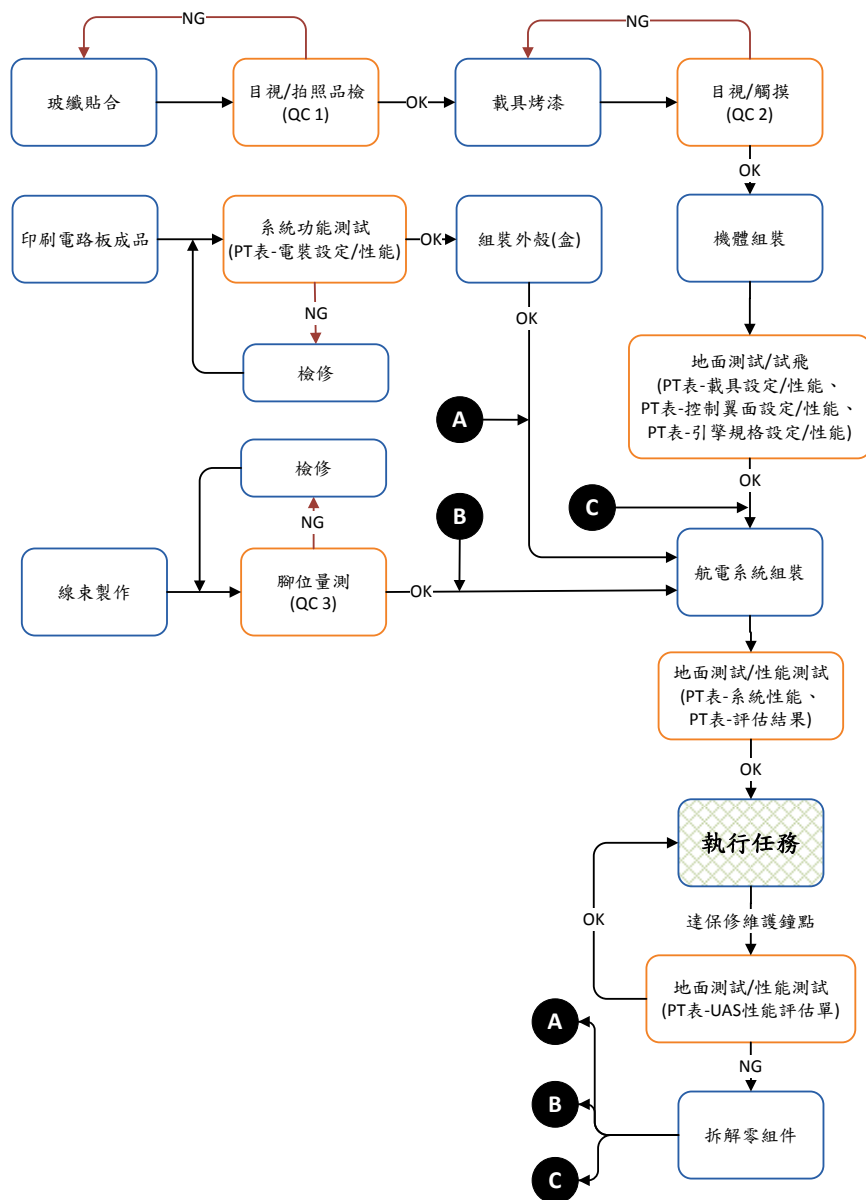 NG
NG
玻纖貼合
目視/拍照品檢
(QC 1)
OK
載具烤漆
目視/觸摸
(QC 2)
OK
印刷電路板成品
系統功能測試
(PT表-電裝設定/性能)
OK
組裝外殼(盒)
機體組裝
NG
OK
檢修
地面測試/試飛
(PT表-載具設定/性能、
PT表-控制翼面設定/性能、
PT表-引擎規格設定/性能)
A
檢修
OK
B
C
NG
線束製作
腳位量測
(QC 3)
OK
航電系統組裝
地面測試/性能測試
(PT表-系統性能、
PT表-評估結果)
OK
執行任務
OK
達保修維護鐘點
地面測試/性能測試
(PT表-UAS性能評估單)
A
NG
B
拆解零組件
C